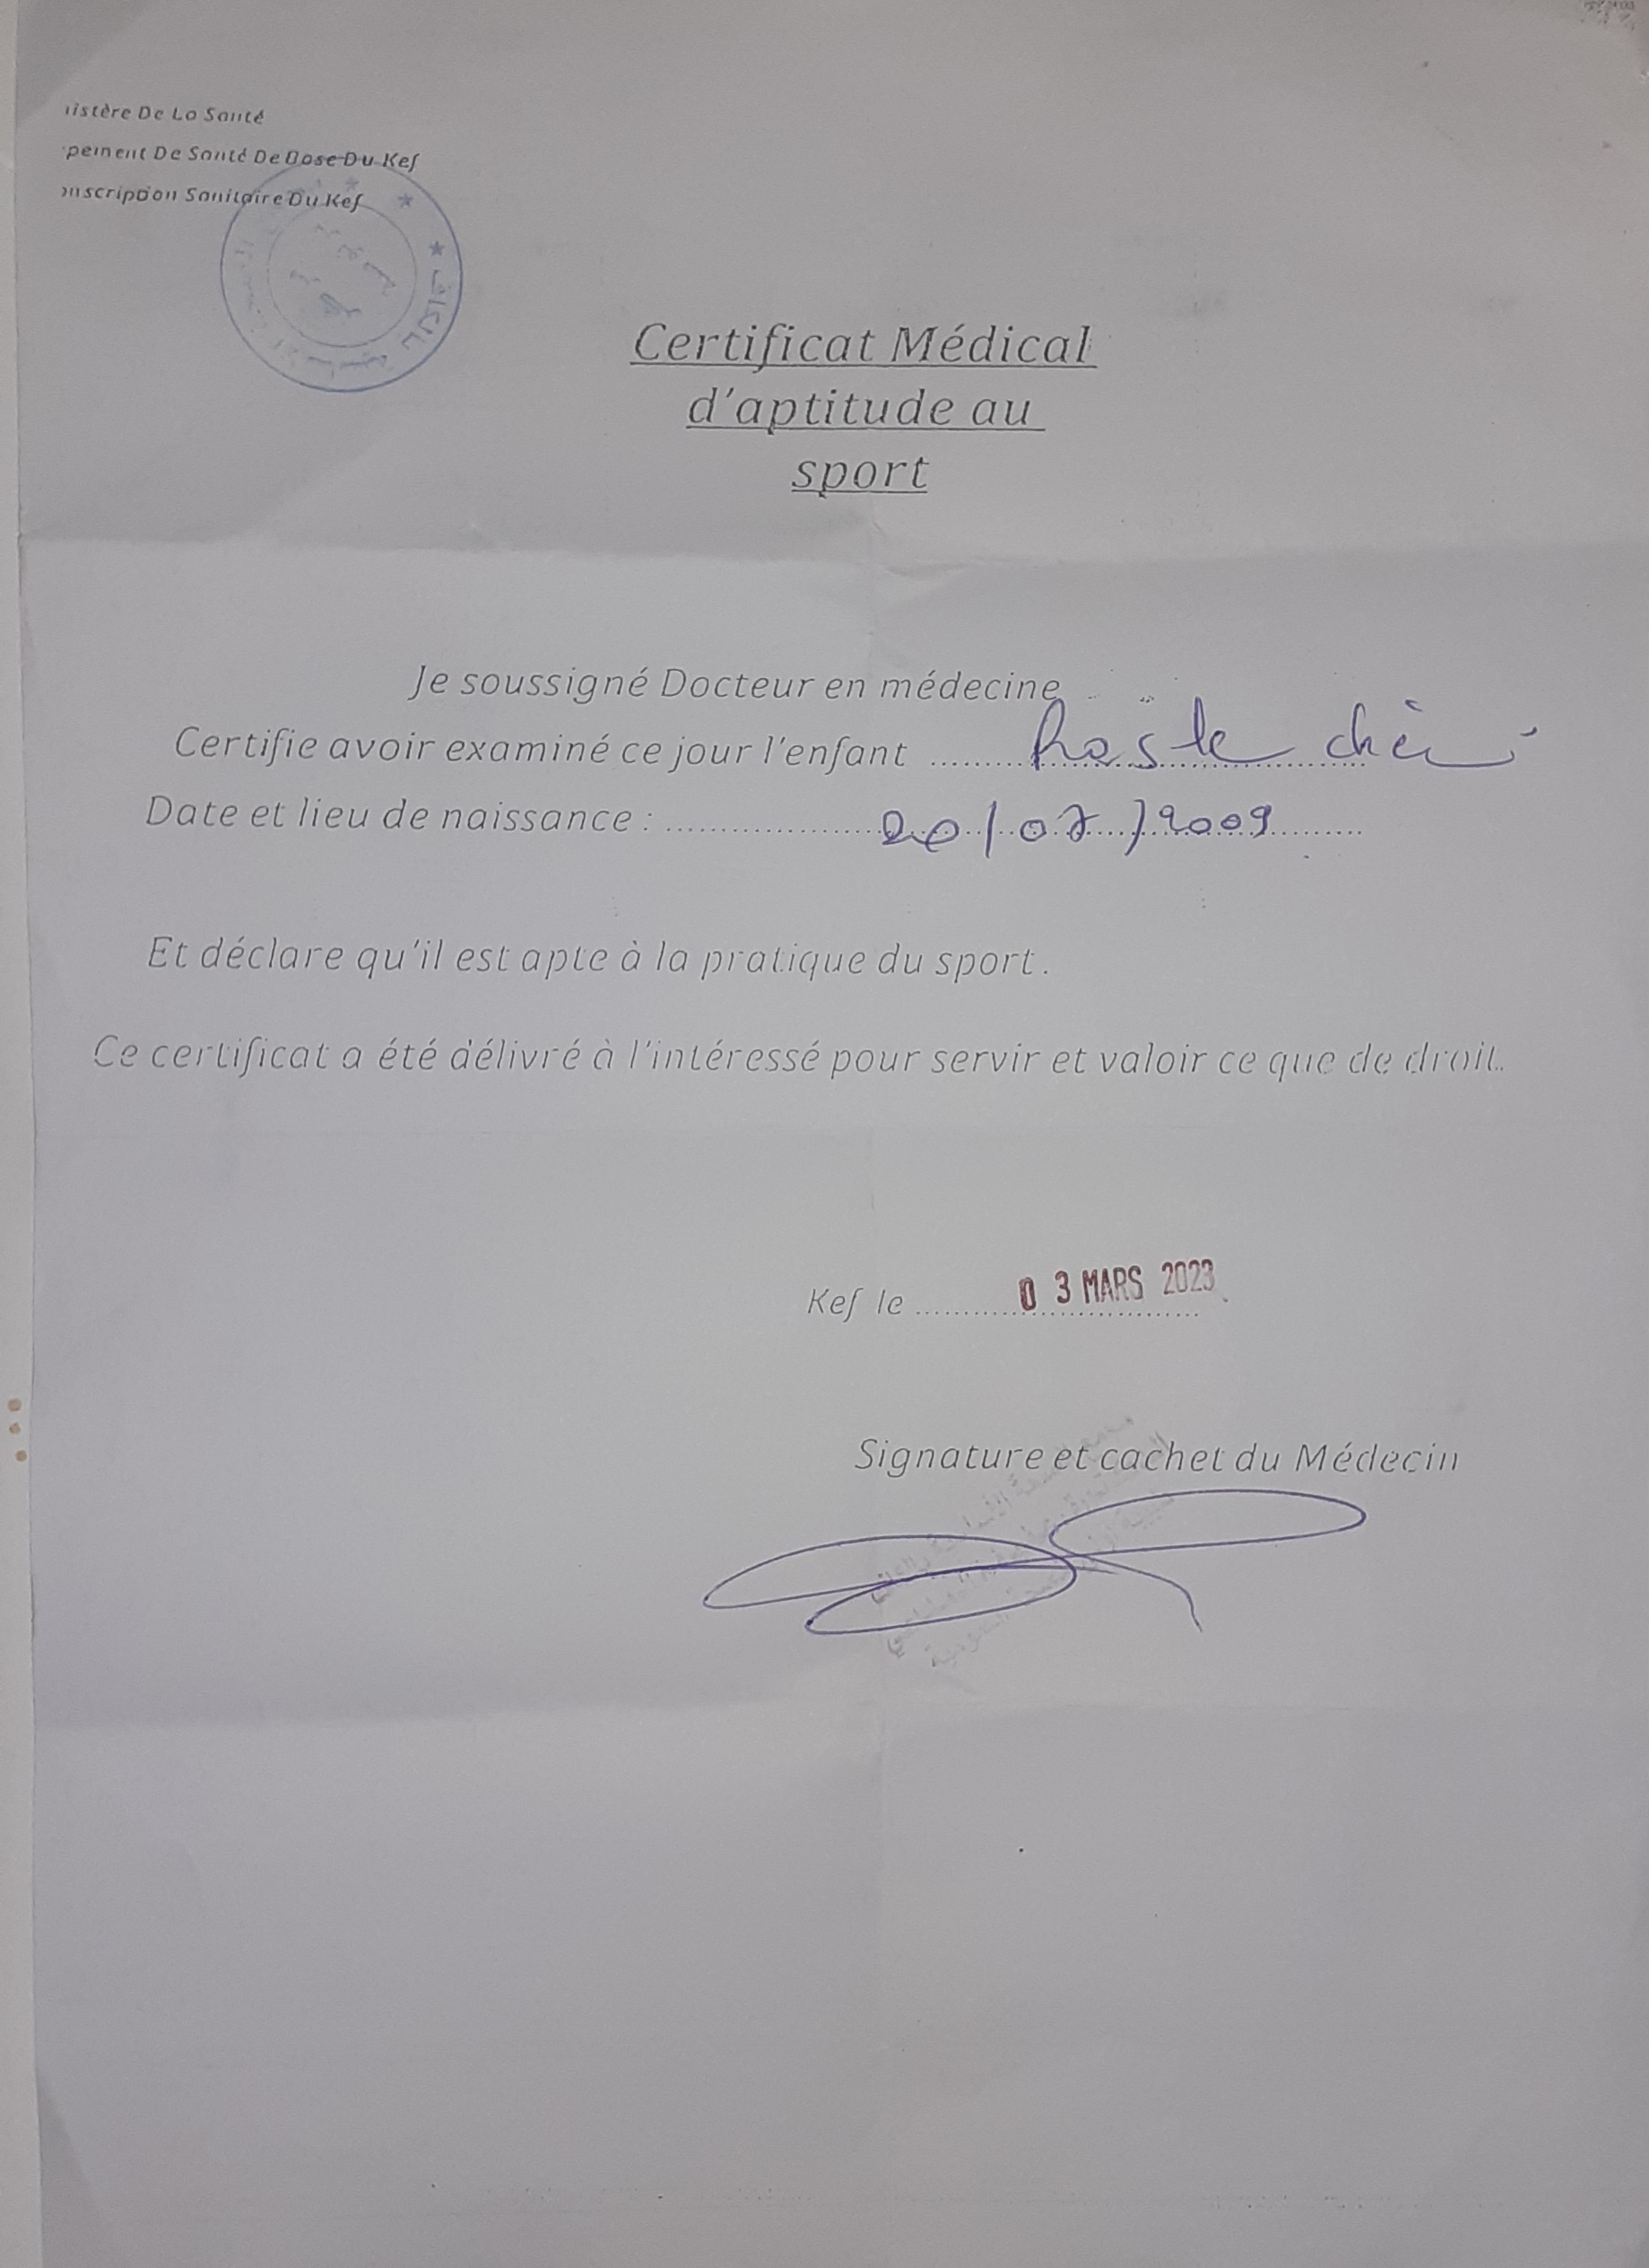 istère De La Santé
pement De Santé De Base Du Kef
onscription Sanitaire Du Kef
Certificat Médical
d'aptitude au
sport
Je soussigné Docteur en médecine
Certifie avoir examiné ce jour l'enfant ..........
Date et lieu de naissance : .......... /07/2009
Et déclare qu'il est apte à la pratique du sport.
Ce certificat a été délivré à l'intéressé pour servir et valoir ce que de droit.
Kef le .......... 03 MARS 2023
Signature et cachet du Médecin